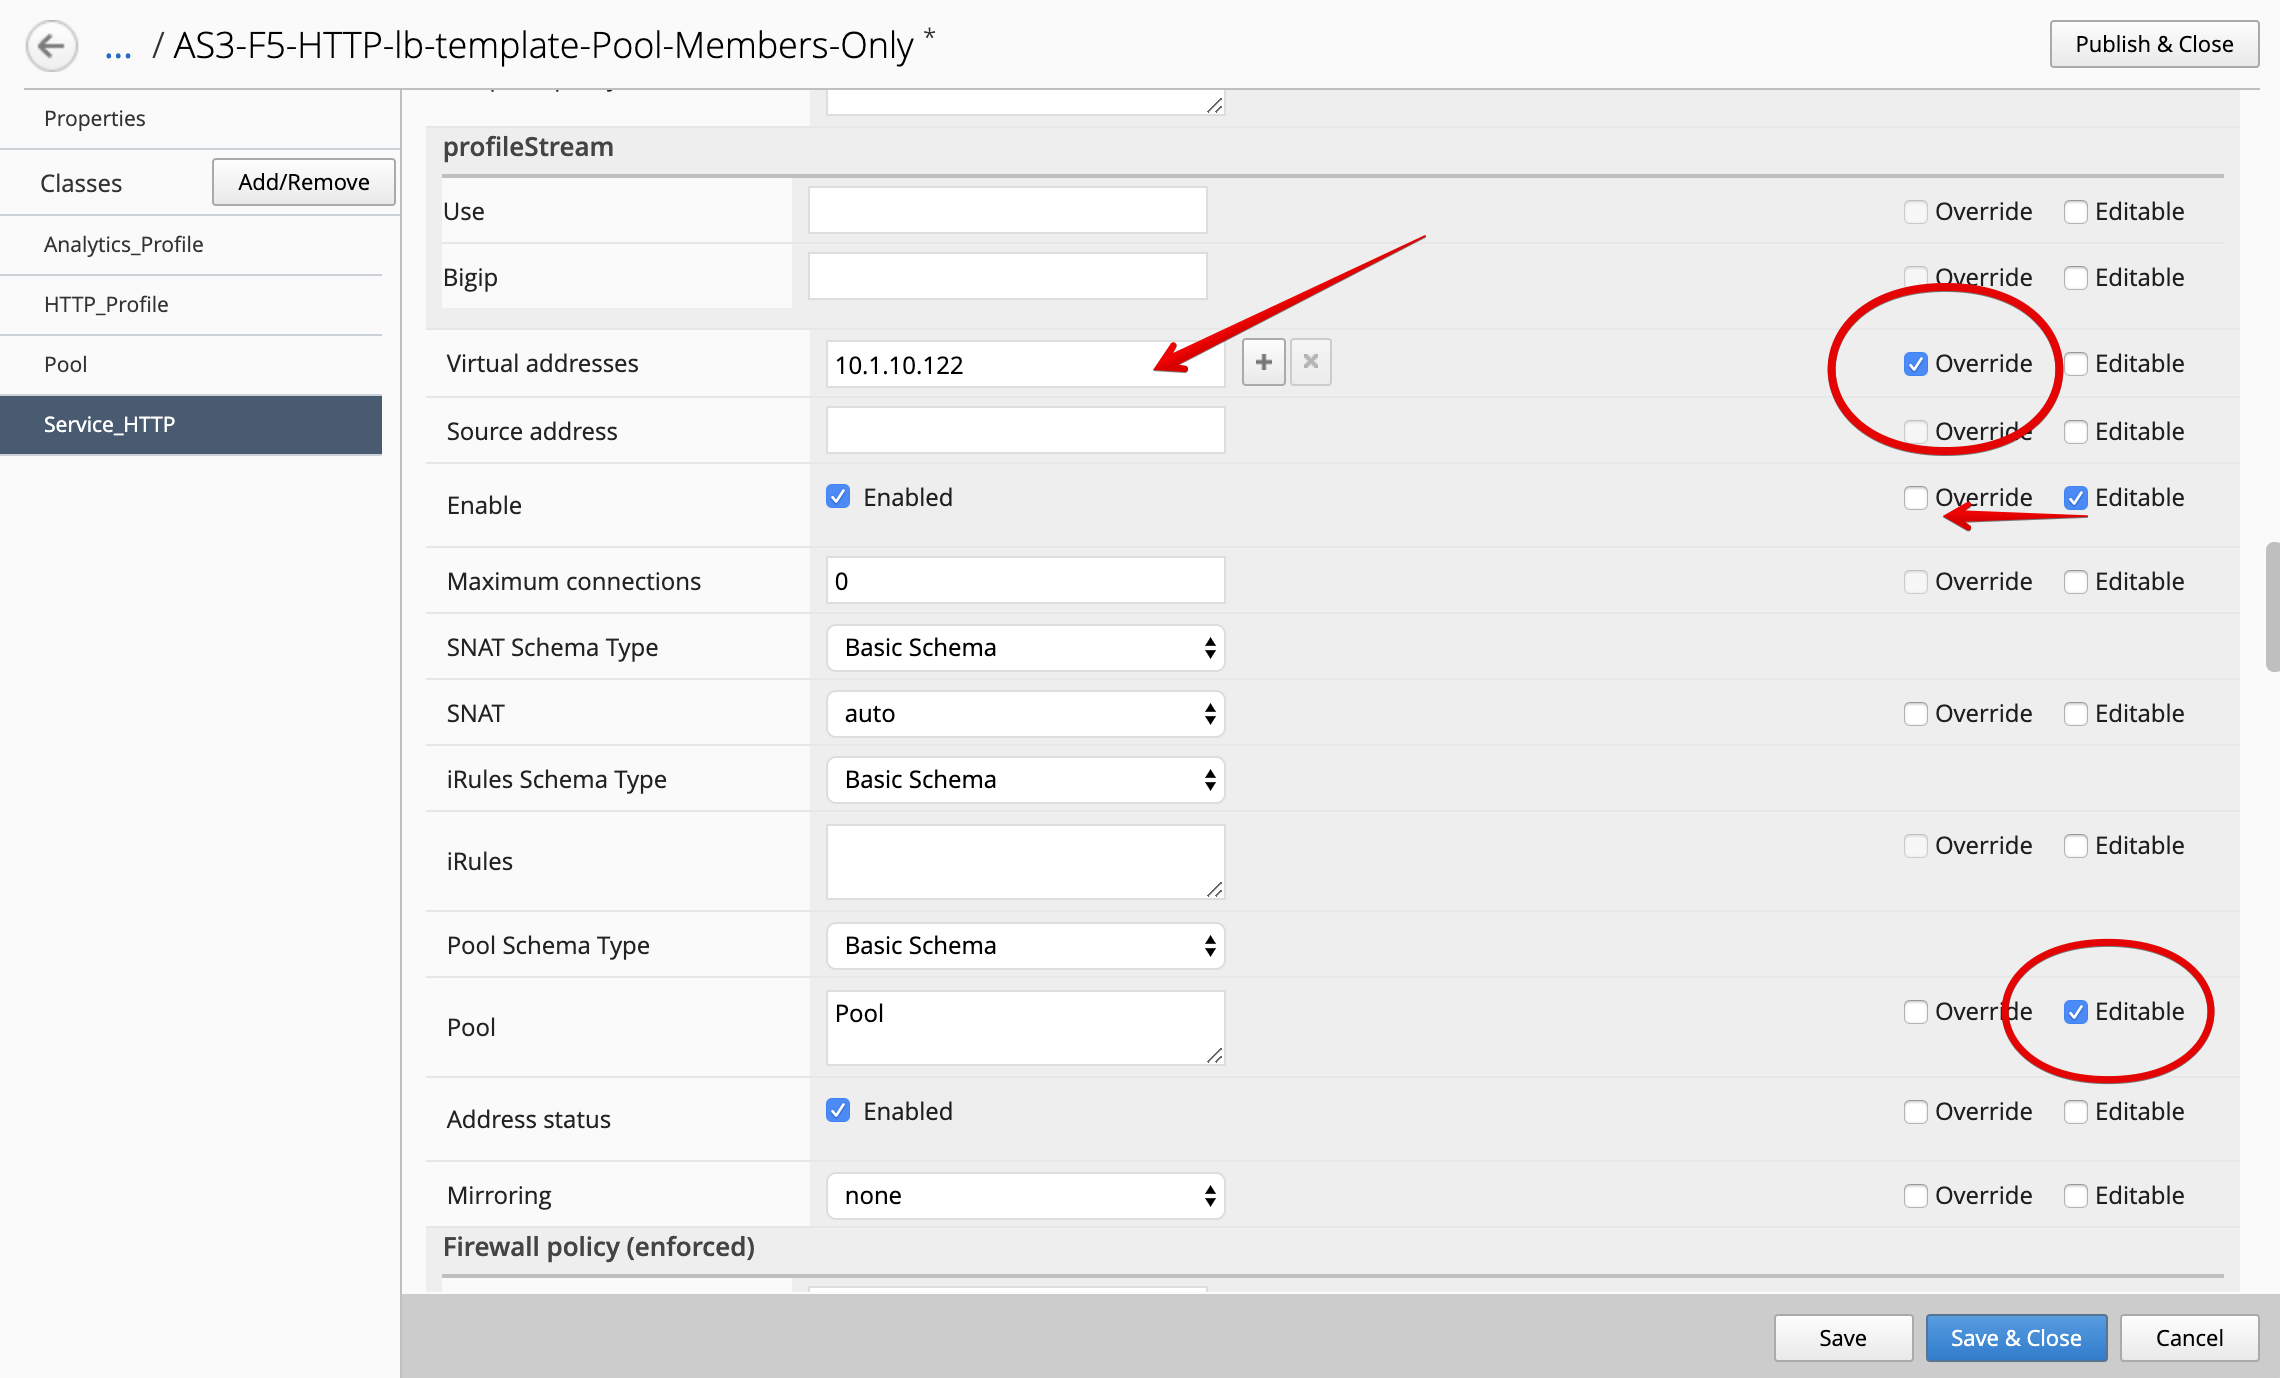 ... / AS3-F5-HTTP-lb-template-Pool-Members-Only *
Publish & Close
Properties
Classes
Add/Remove
Analytics_Profile
HTTP_Profile
Pool
Service_HTTP
profileStream
Use
Override Editable
Bigip
Override Editable
Virtual addresses
10.1.10.122
Override Editable
Source address
Override Editable
Enable
Enabled
Override Editable
Maximum connections
0
Override Editable
SNAT Schema Type
Basic Schema
SNAT
auto
Override Editable
iRules Schema Type
Basic Schema
iRules
Override Editable
Pool Schema Type
Basic Schema
Pool
Pool
Override Editable
Address status
Enabled
Override Editable
Mirroring
none
Override Editable
Firewall policy (enforced)
Save
Save & Close
Cancel